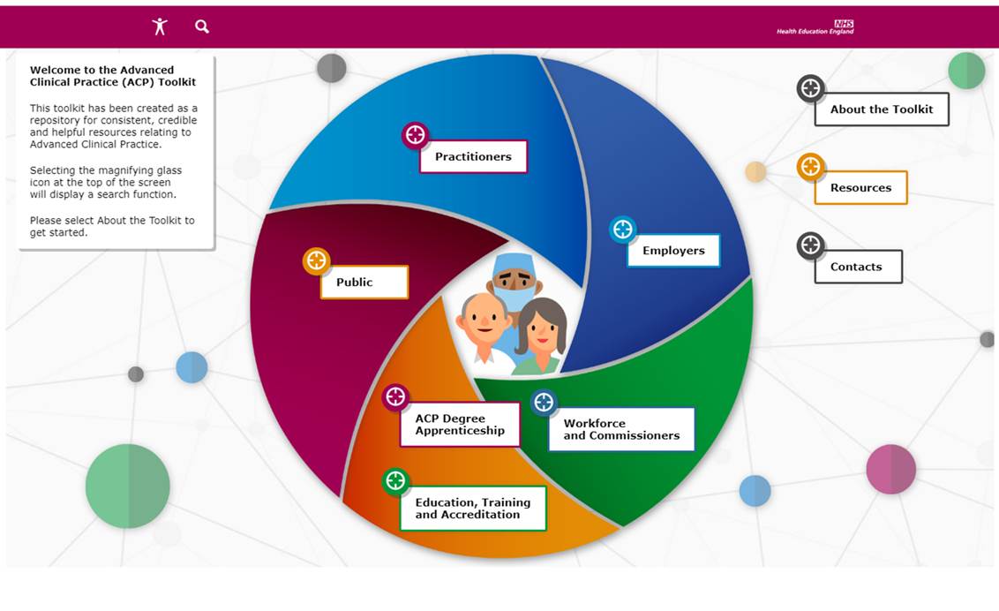 NHS
Health Education England
Welcome to the Advanced
Clinical Practice (ACP) Toolkit
This toolkit has been created as a
repository for consistent, credible
and helpful resources relating to
Advanced Clinical Practice.
Selecting the magnifying glass
icon at the top of the screen
will display a search function.
Please select About the Toolkit to
get started.
Practitioners
Employers
Public
ACP Degree
Apprenticeship
Workforce
and Commissioners
Education, Training
and Accreditation
About the Toolkit
Resources
Contacts